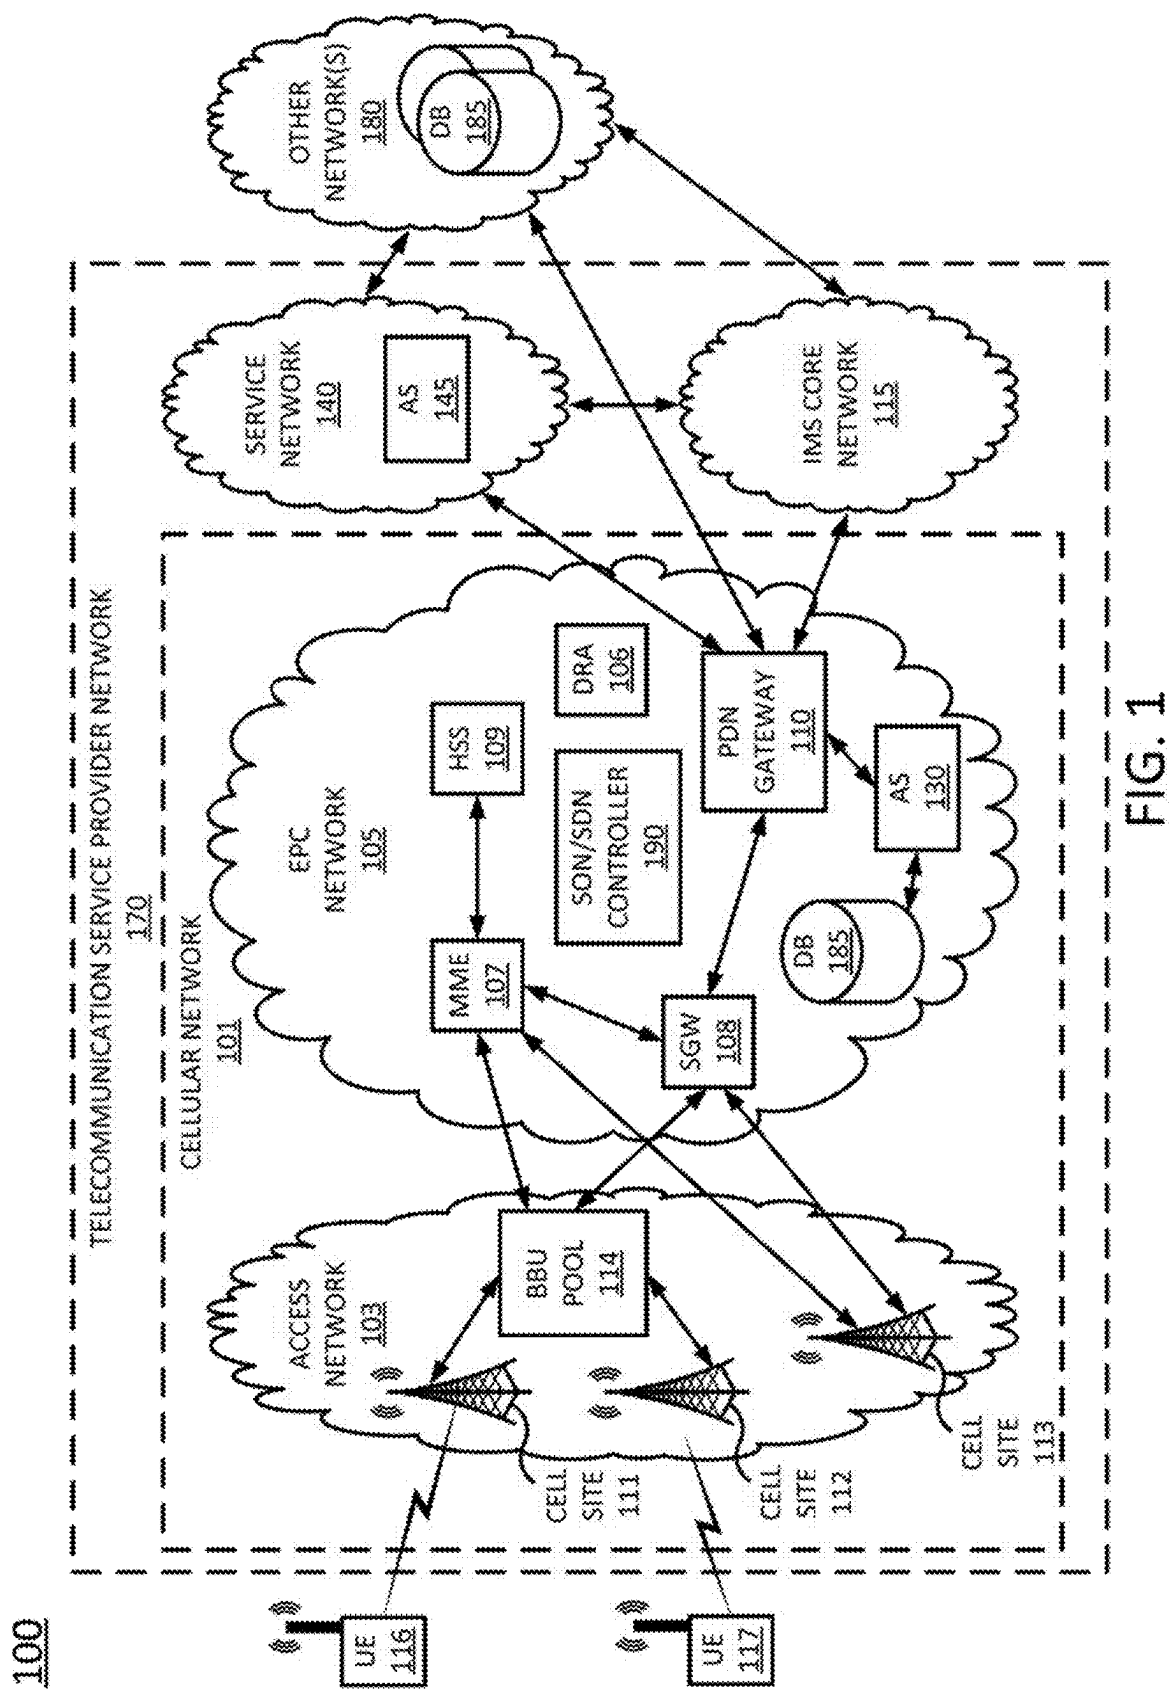 100
TELECOMMUNICATION SERVICE PROVIDER NETWORK
170
CELLULAR NETWORK
101
UE
116
UE
117
ACCESS
NETWORK
103
BBU
POOL
114
CELL
SITE 111
CELL
SITE 112
CELL
SITE
113
EPC
NETWORK
105
MME
107
HSS
109
SGW
108
SON/SDN
CONTROLLER
190
DRA
106
PDN
GATEWAY
110
DB
185
AS
130
SERVICE
NETWORK
140
AS
145
IMS CORE
NETWORK
115
OTHER
NETWORK(S)
180
DB
185
FIG. 1